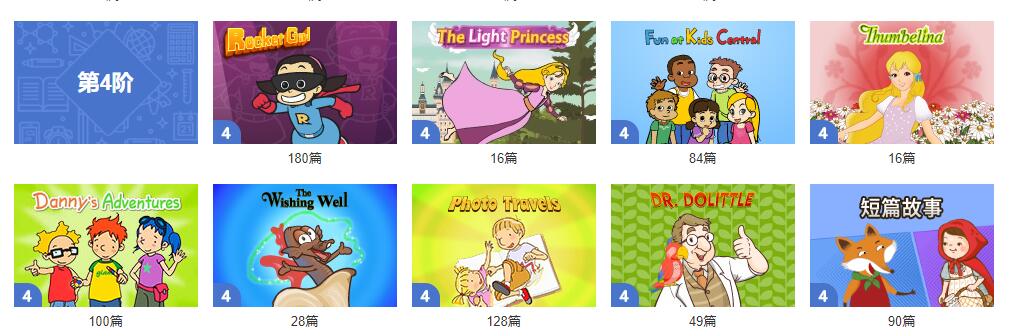 第4阶
Rocket Girl
R
4
180篇
The Light Princess
4
16篇
Fun at Kids Central
4
84篇
Thumbelina
4
16篇
Danny's Adventures
4
100篇
The
Wishing Well
4
28篇
Photo Travels
4
128篇
DR. DOLITTLE
4
49篇
短篇故事
4
90篇